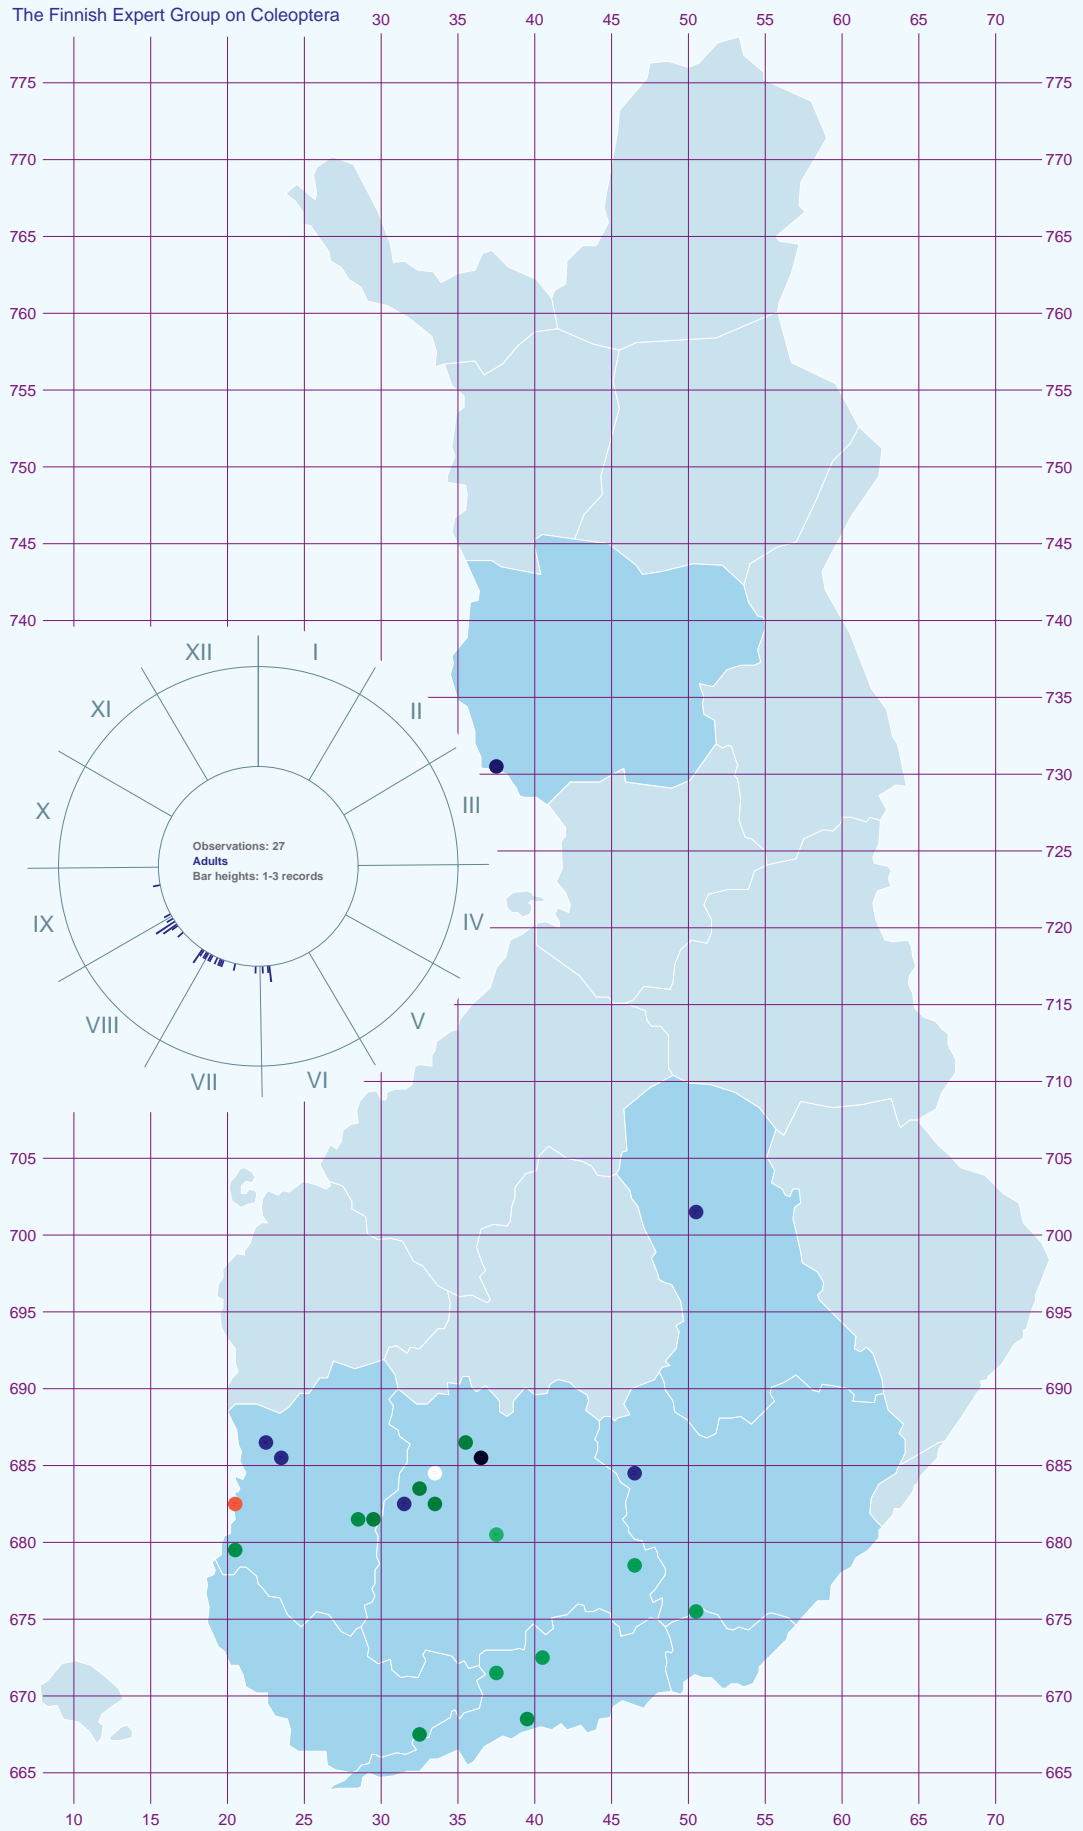 The Finnish Expert Group on Coleoptera
30 35 40 45 50 55 60 65 70
775 775
770 770
765 765
760 760
755 755
750 750
745 745
740 740
XII I
XI II
735
730
X III
725
Observations: 27
Adults
Bar heights: 1-3 records
IX IV
720
715
VIII V
VII VI
710
705 705
700 700
695 695
690 690
685 685
680 680
675 675
670 670
665 665
10 15 20 25 30 35 40 45 50 55 60 65 70